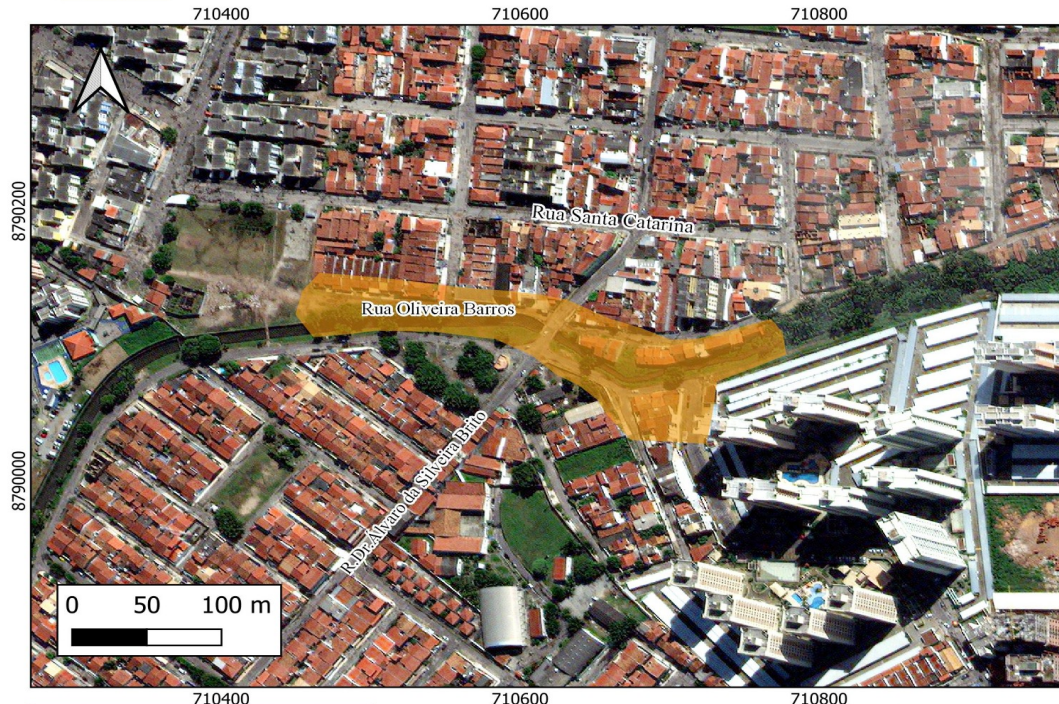 710400 710600 710800
8790200
Rua Santa Catarina
Rua Oliveira Barros
R.Dr.Alvaro da Silveira Brito
8790000
0 50 100 m
710400 710600 710800